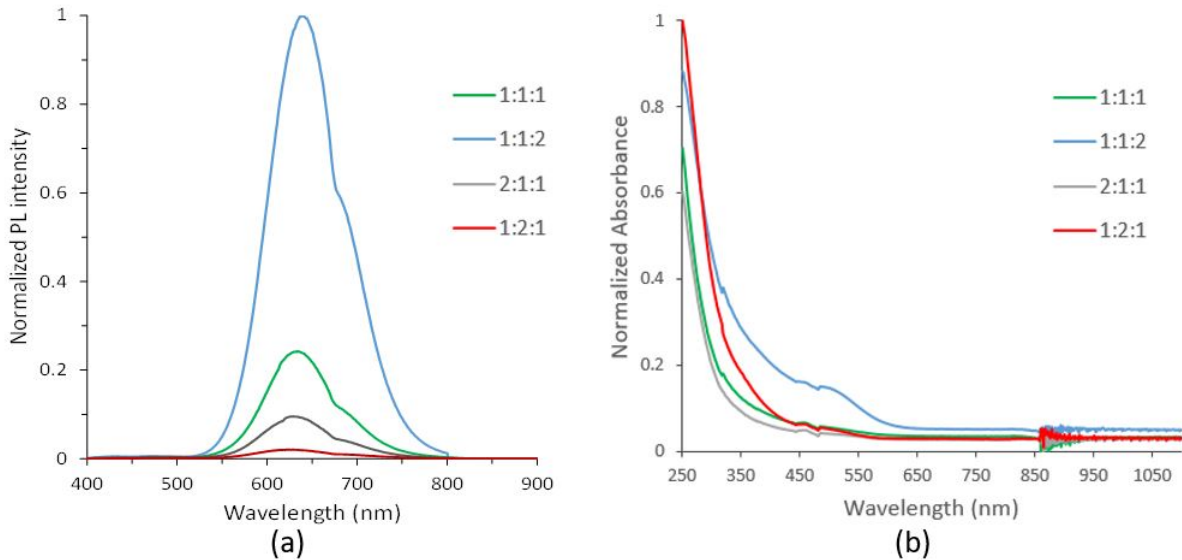 1
0.8
0.6
0.4
0.2
0
Normalized PL intensity
1:1:1
1:1:2
2:1:1
1:2:1
400 500 600 700 800 900
Wavelength (nm)
(a)
1
0.8
0.6
0.4
0.2
0
Normalized Absorbance
1:1:1
1:1:2
2:1:1
1:2:1
250 350 450 550 650 750 850 950 1050
Wavelength (nm)
(b)